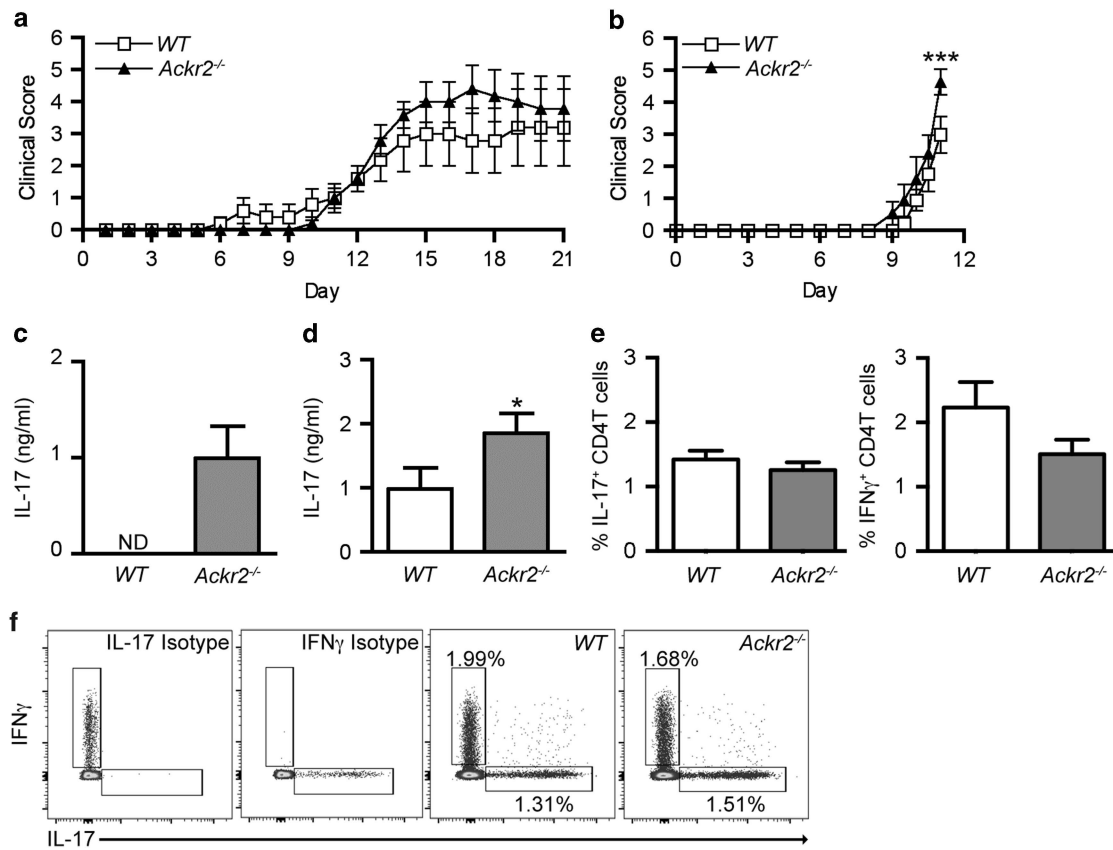 a
6
5
4
3
2
1
0
Clinical Score
WT
Ackr2-/-
0 3 6 9 12 15 18 21
Day
b
6
5
4
3
2
1
0
Clinical Score
WT
Ackr2-/-
***
0 3 6 9 12
Day
c
2
1
0
IL-17 (ng/ml)
ND
WT Ackr2-/-
d
3
2
1
0
IL-17 (ng/ml)
*
WT Ackr2-/-
e
3
2
1
0
% IL-17+ CD4T cells
WT Ackr2-/-
3
2
1
0
% IFNγ+ CD4T cells
WT Ackr2-/-
f
IL-17 Isotype
IFNγ Isotype
WT
1.99%
1.31%
Ackr2-/-
1.68%
1.51%
IFNγ
IL-17